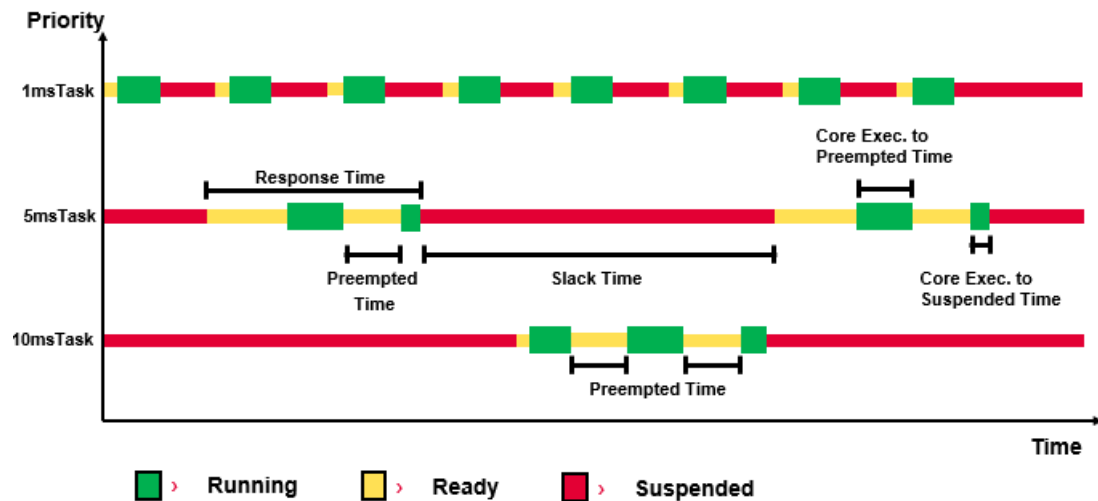 Priority
1msTask
Core Exec. to
Preempted Time
Response Time
5msTask
Preempted
Time
Slack Time
Core Exec. to
Suspended Time
10msTask
Preempted Time
Time
› Running › Ready › Suspended